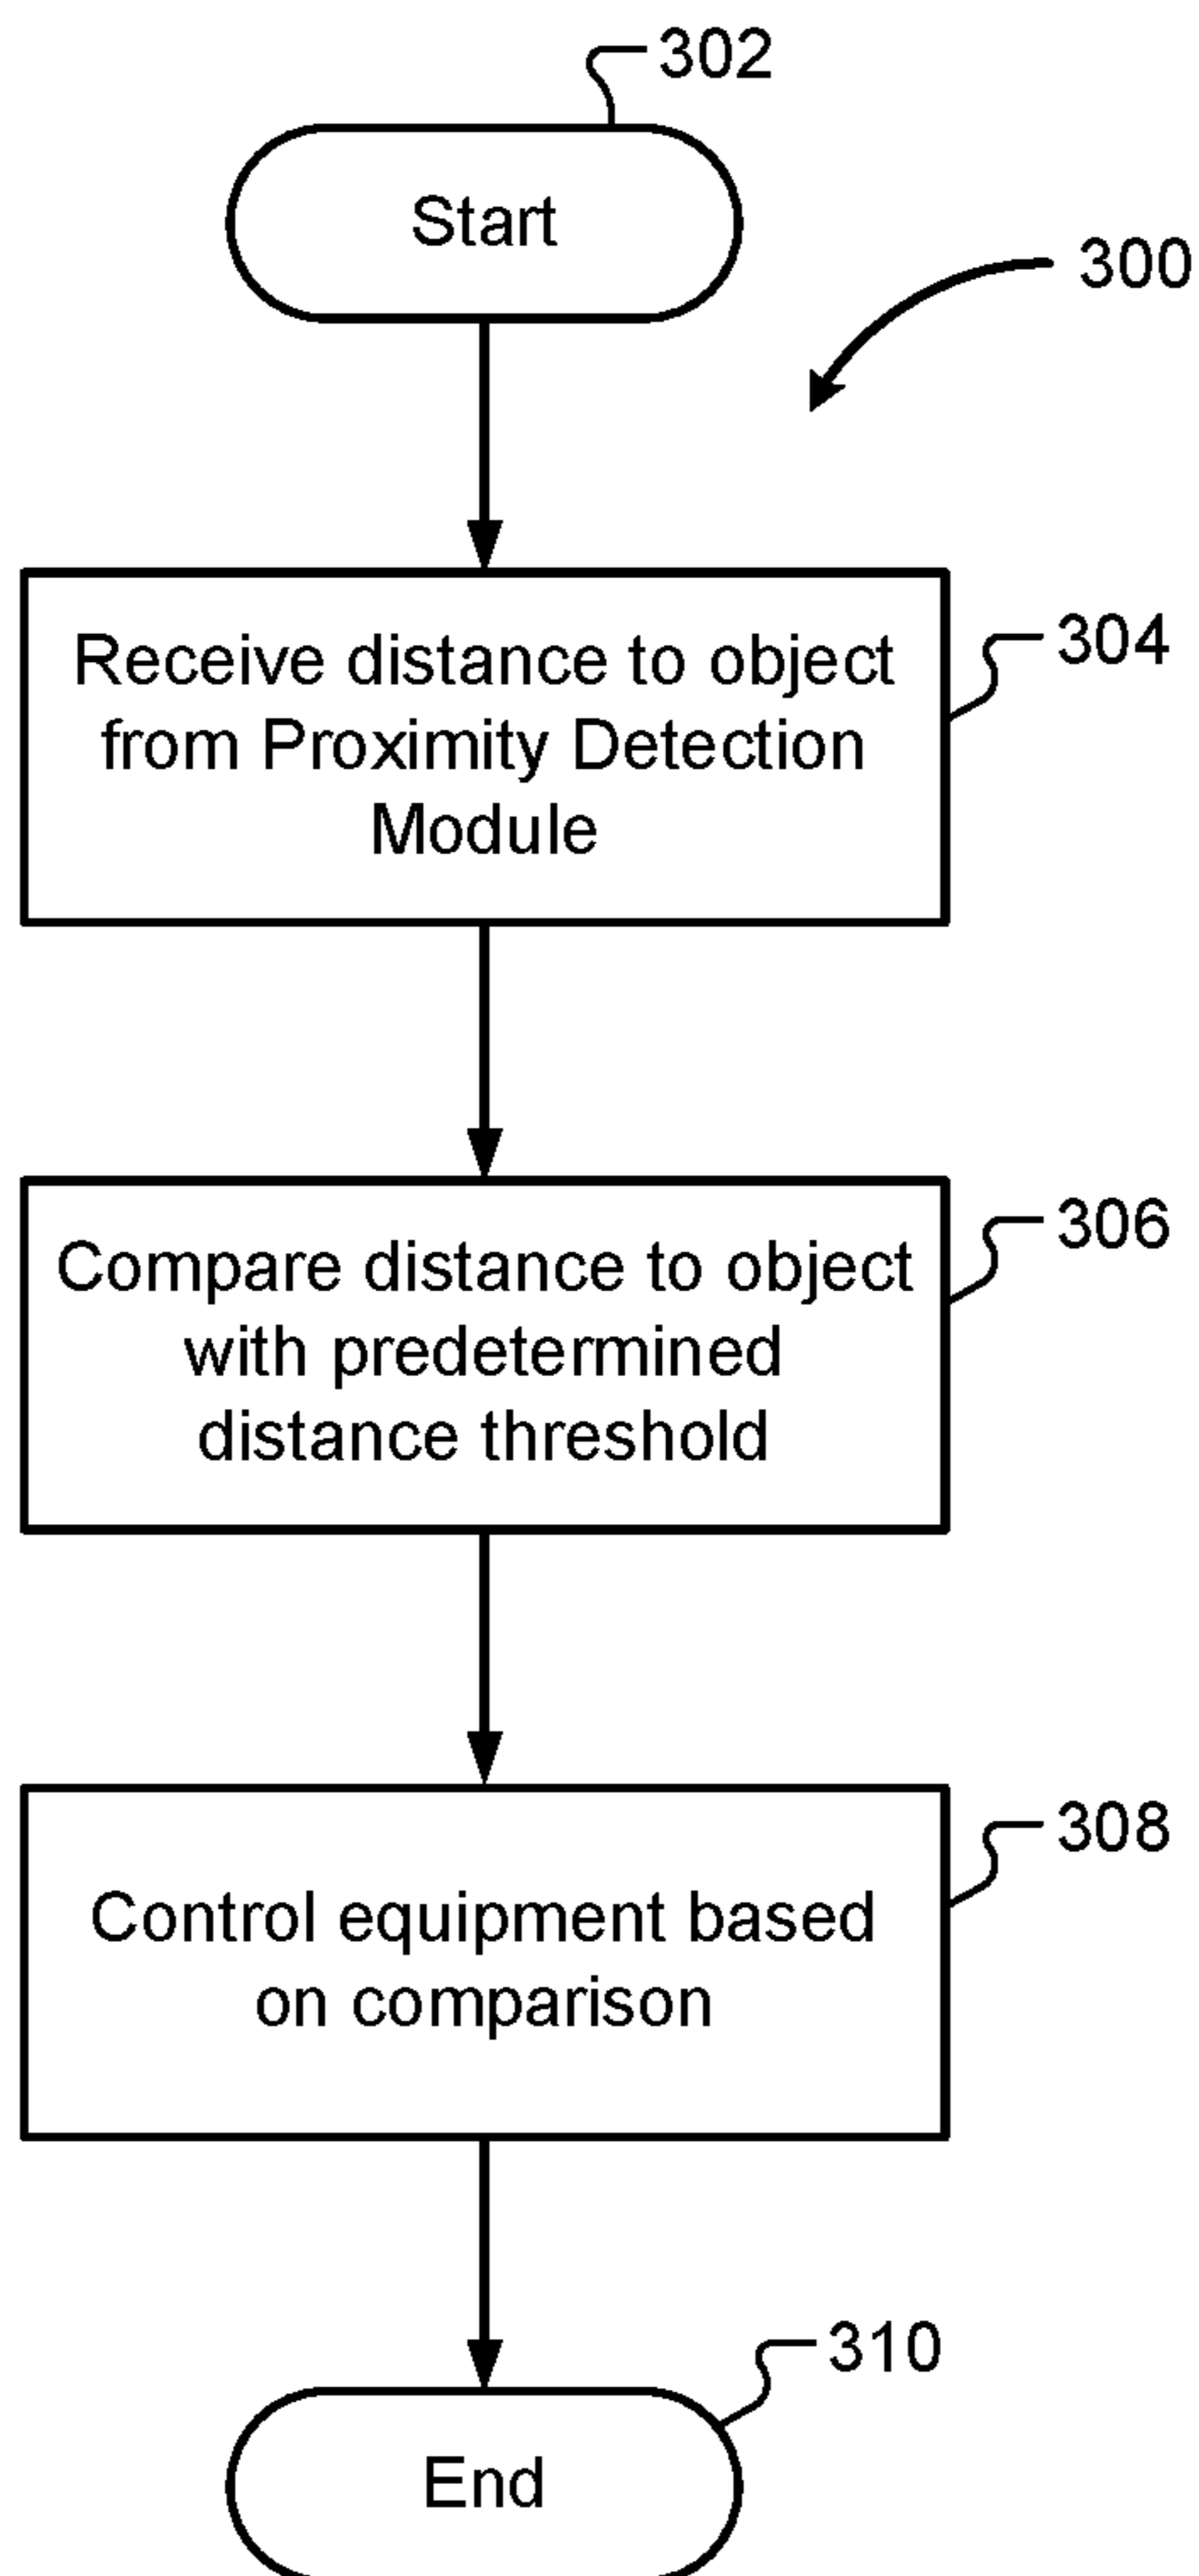 302
Start
300
Receive distance to object
from Proximity Detection
Module
304
Compare distance to object
with predetermined
distance threshold
306
Control equipment based
on comparison
308
310
End